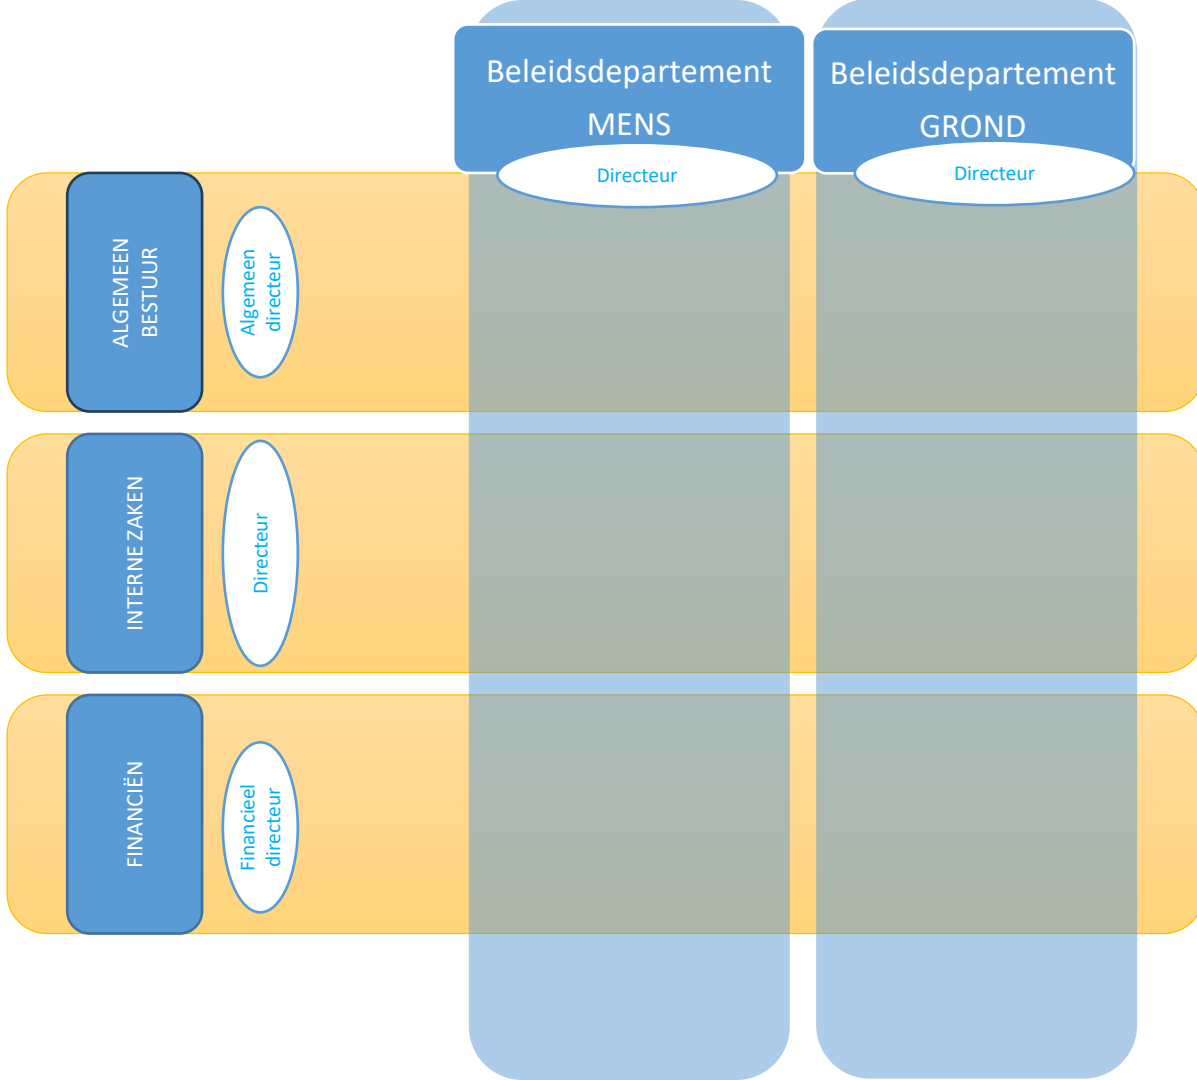 Beleidsdepartement
MENS
Directeur
Beleidsdepartement
GROND
Directeur
ALGEMEEN
BESTUUR
Algemeen
directeur
INTERNE ZAKEN
Directeur
FINANCIËN
Financieel
directeur